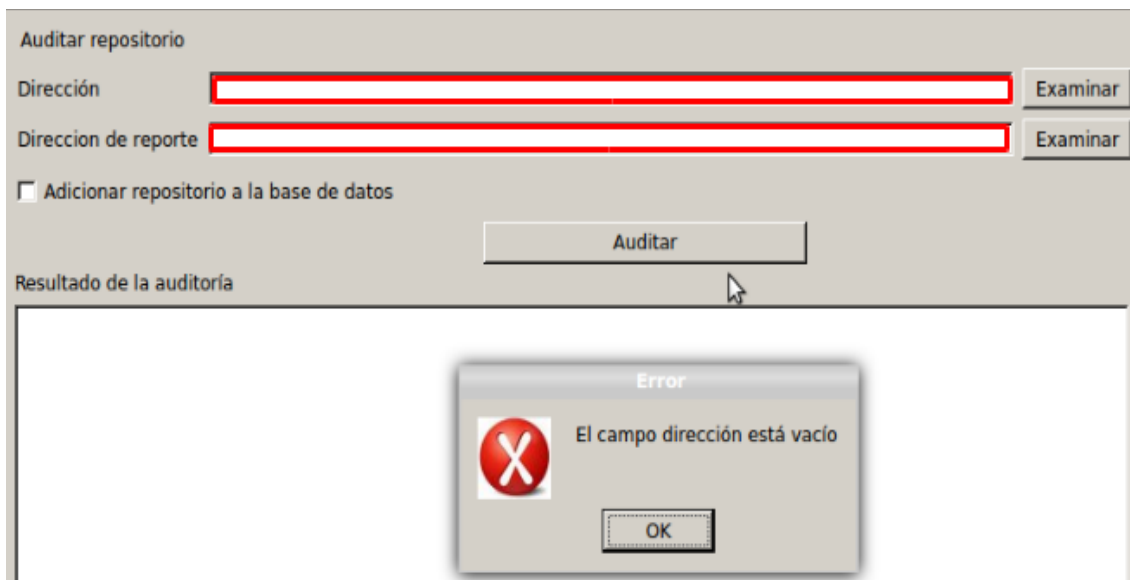 Auditar repositorio
Dirección Examinar
Direccion de reporte Examinar
Adicionar repositorio a la base de datos
Auditar
Resultado de la auditoría
Error
El campo dirección está vacío
OK